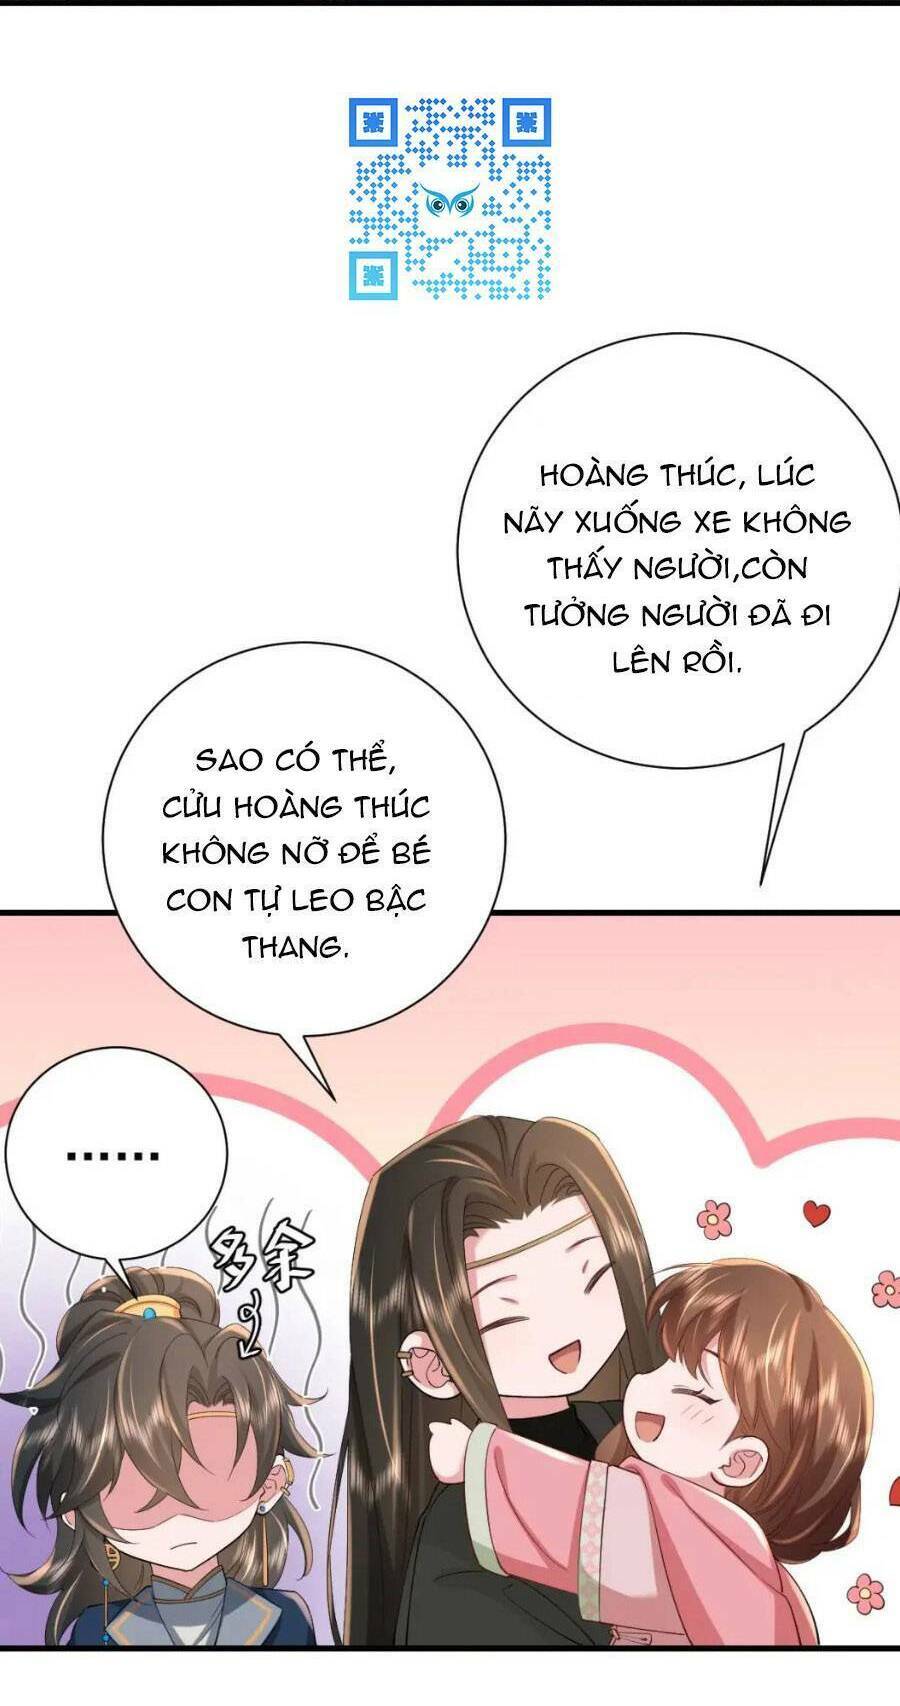 HOÀNG THÚC, LÚC
NÃY XUỐNG XE KHÔNG
THẤY NGƯỜI,CÒN
TƯỞNG NGƯỜI ĐÃ ĐI
LÊN RỒI.
SAO CÓ THỂ,
CỬU HOÀNG THÚC
KHÔNG NỠ ĐỂ BÉ
CON TỰ LEO BẬC
THANG.
......
多余